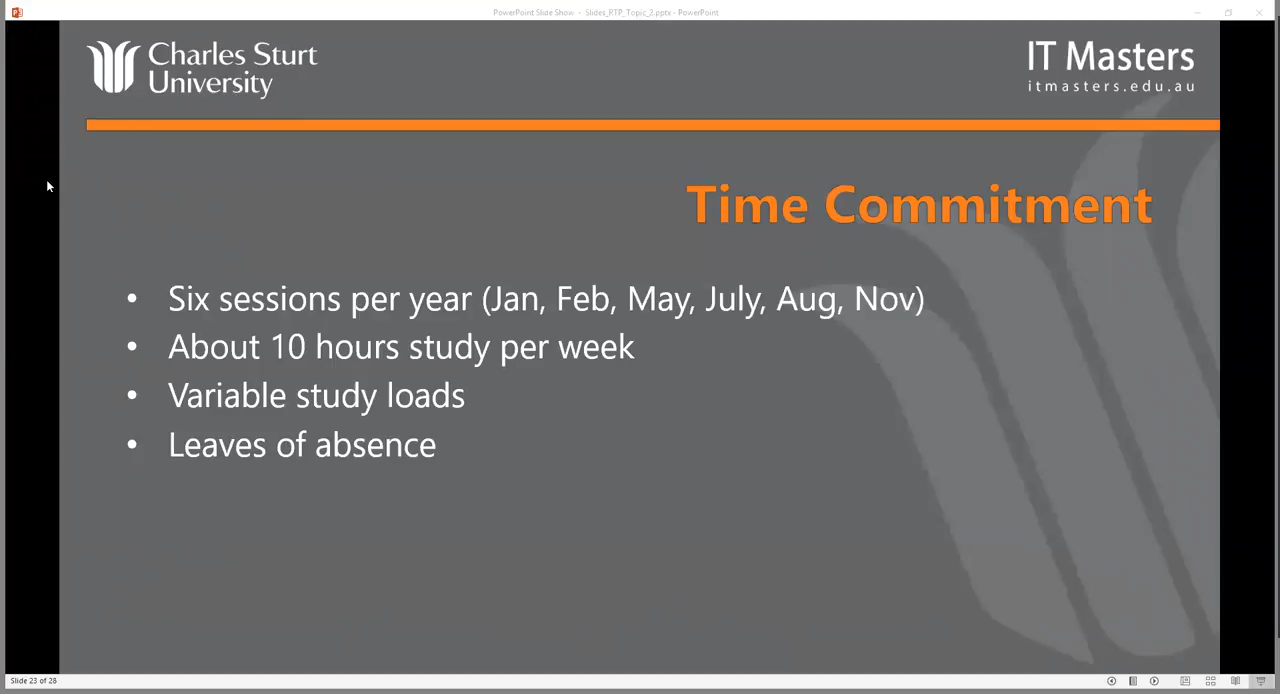 PowerPoint Slide Show - Slides_RTP_Topic_2.pptx - PowerPoint
Charles Sturt
University
IT Masters
itmasters.edu.au
Time Commitment
• Six sessions per year (Jan, Feb, May, July, Aug, Nov)
• About 10 hours study per week
• Variable study loads
• Leaves of absence
Slide 23 of 28